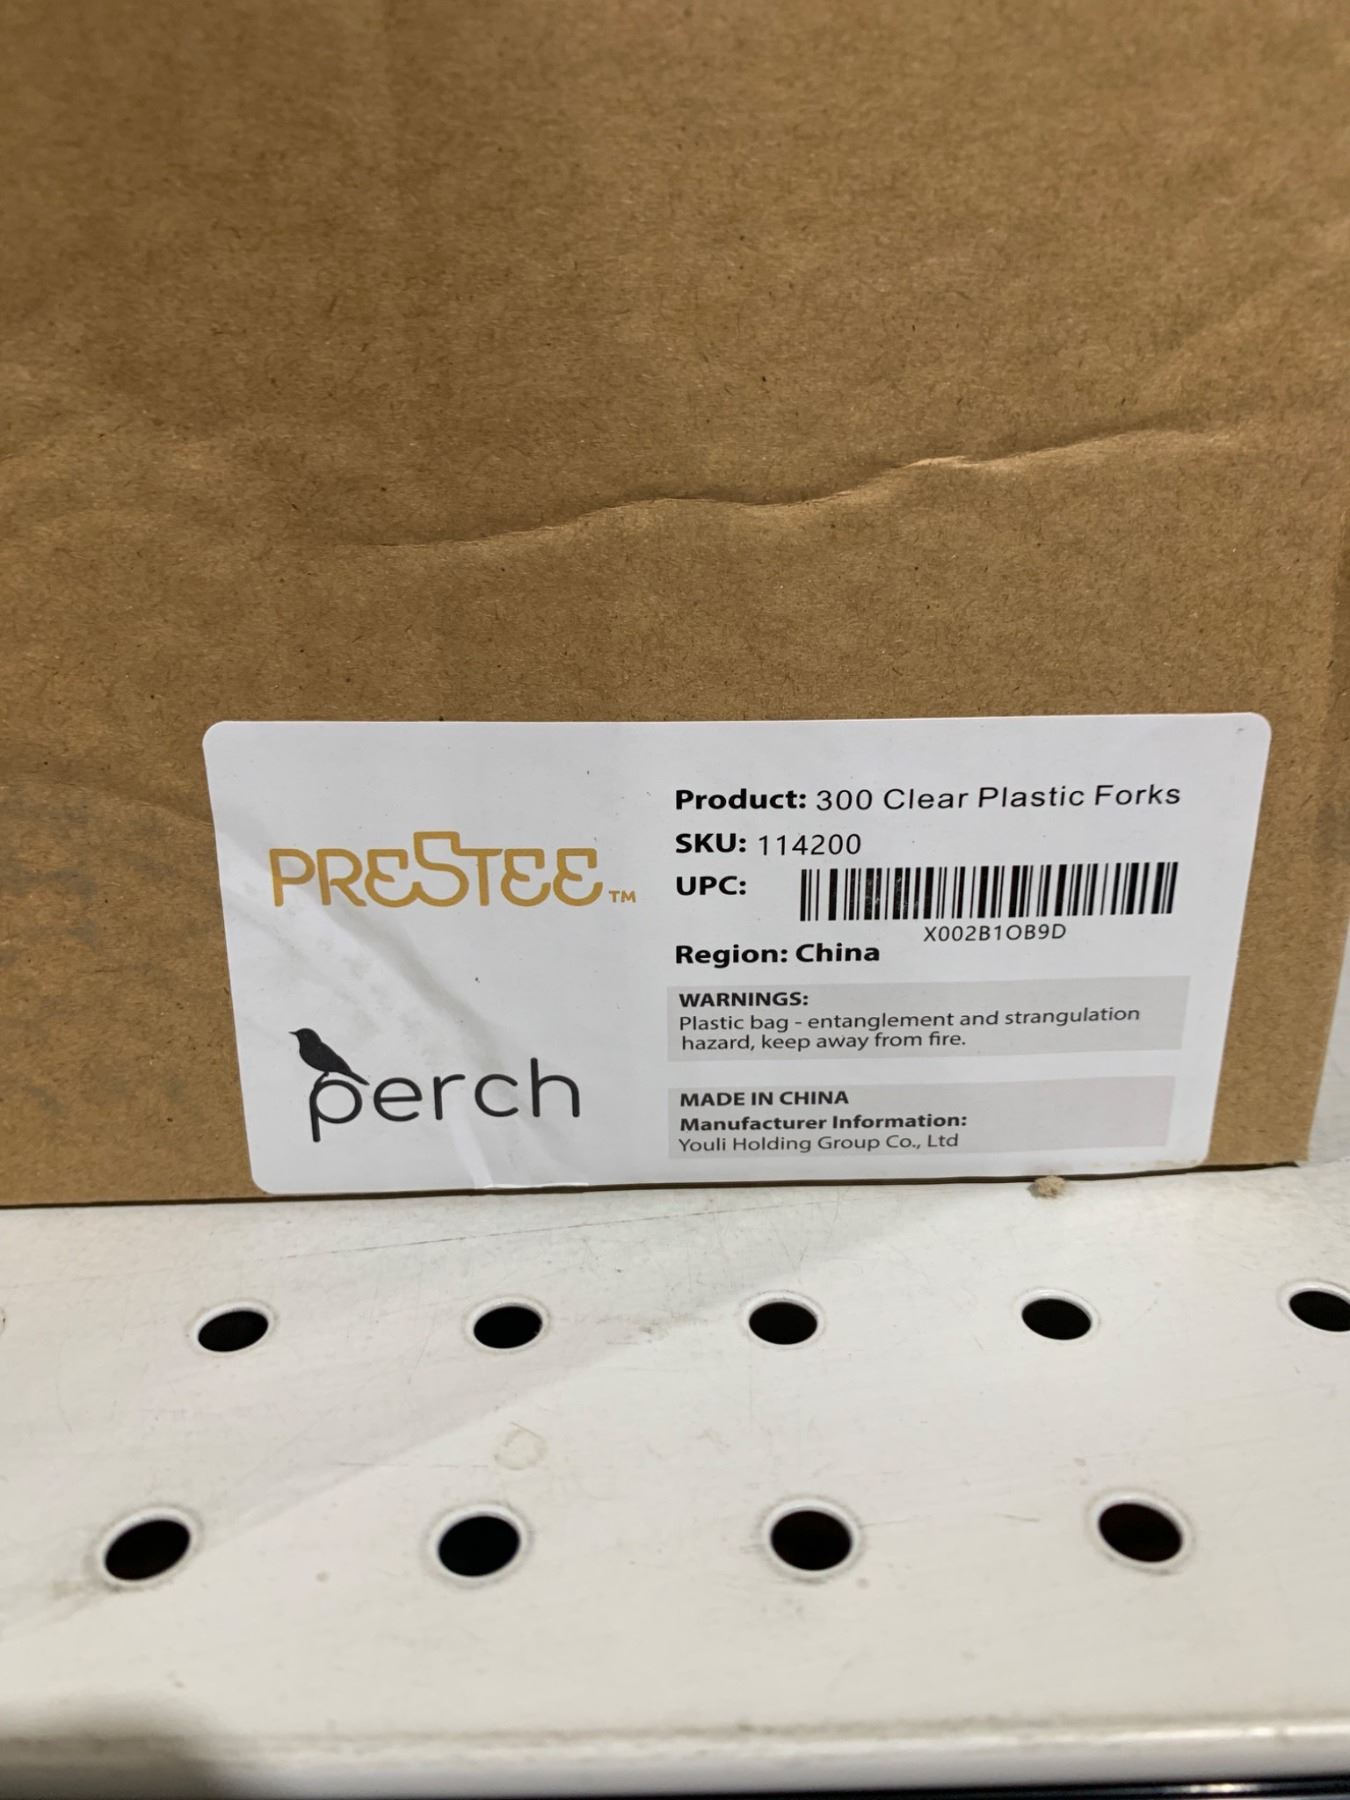 PRESTEE™
perch
Product: 300 Clear Plastic Forks
SKU: 114200
UPC:
X002B1OB9D
Region: China
WARNINGS:
Plastic bag - entanglement and strangulation
hazard, keep away from fire.
MADE IN CHINA
Manufacturer Information:
Youli Holding Group Co., Ltd